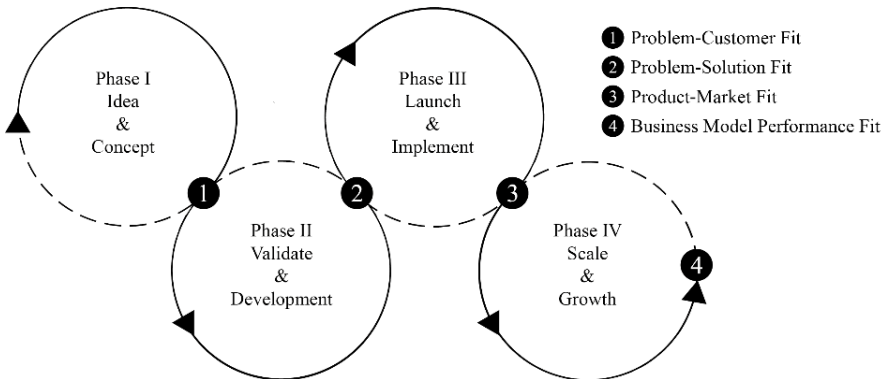 Phase I
Idea
&
Concept
1
Phase II
Validate
&
Development
2
Phase III
Launch
&
Implement
3
Phase IV
Scale
&
Growth
4
1 Problem-Customer Fit
2 Problem-Solution Fit
3 Product-Market Fit
4 Business Model Performance Fit